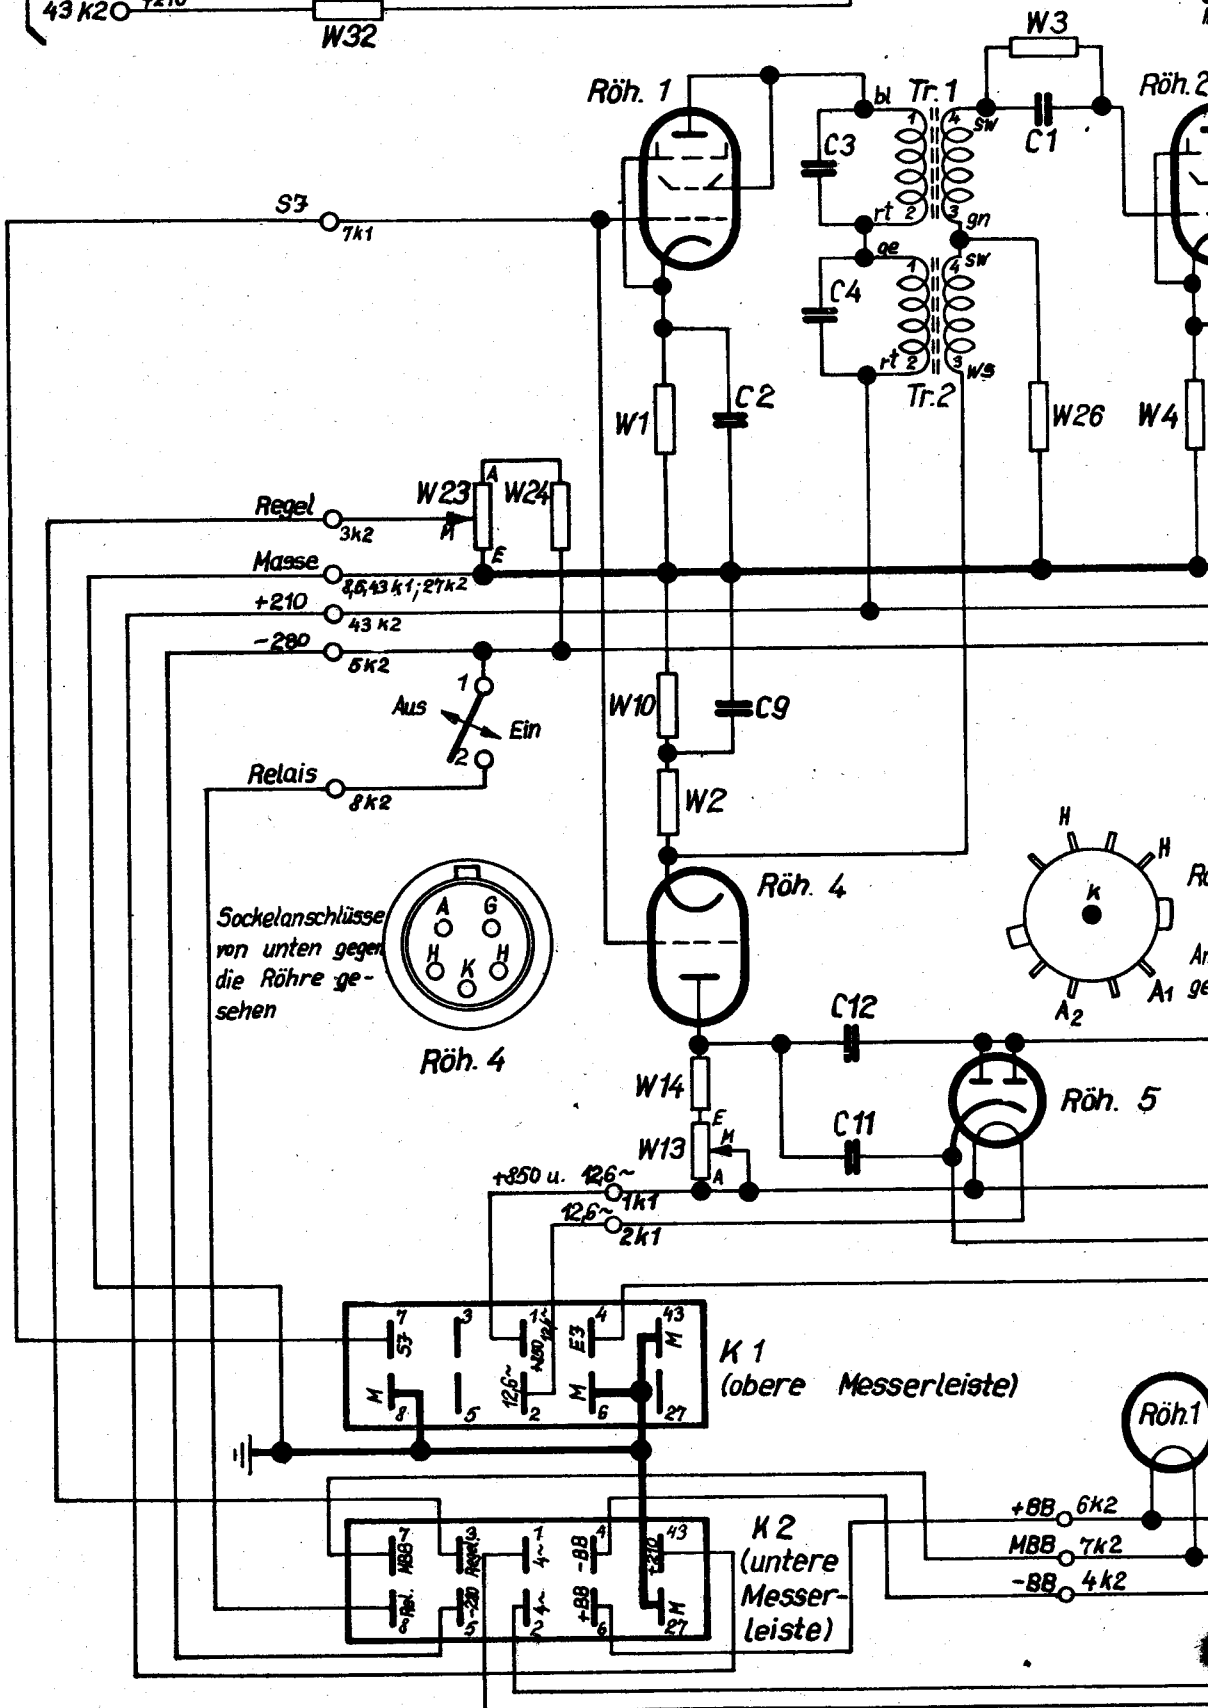 43 K2
+210
W32
W3
Röh. 1
bl
Tr.1
1
4
sw
C1
Röh. 2
C3
rt
2
3
gn
S7
7k1
ge
1
4
sw
C4
rt
2
3
ws
Tr.2
W1
C2
W26
W4
A
W23
W24
Regel
3k2
M
E
Masse
8,6,43 k1; 27k2
+210
43 k2
-280
5k2
1
Aus
Ein
2
W10
C9
Relais
8k2
W2
H
H
K
A2
A1
Röh. 4
Sockelanschlüsse
von unten gegen
die Röhre ge-
sehen
A
G
H
K
H
Röh. 4
C12
W14
E
M
W13
A
C11
Röh. 5
+850 u. 12,6~
1k1
12,6~
2k1
7
S7
3
1
+850
12,6~
4
E7
43
M
M
8
5
12,6~
2
M
6
27
K 1
(obere Messerleiste)
Röh.1
7
MBB
3
Regel.
1
4~
4
-BB
43
+210
8
Rel.
-280
5
4~
2
+BB
6
M
27
K 2
(untere
Messer-
leiste)
+BB
6k2
MBB
7k2
-BB
4k2